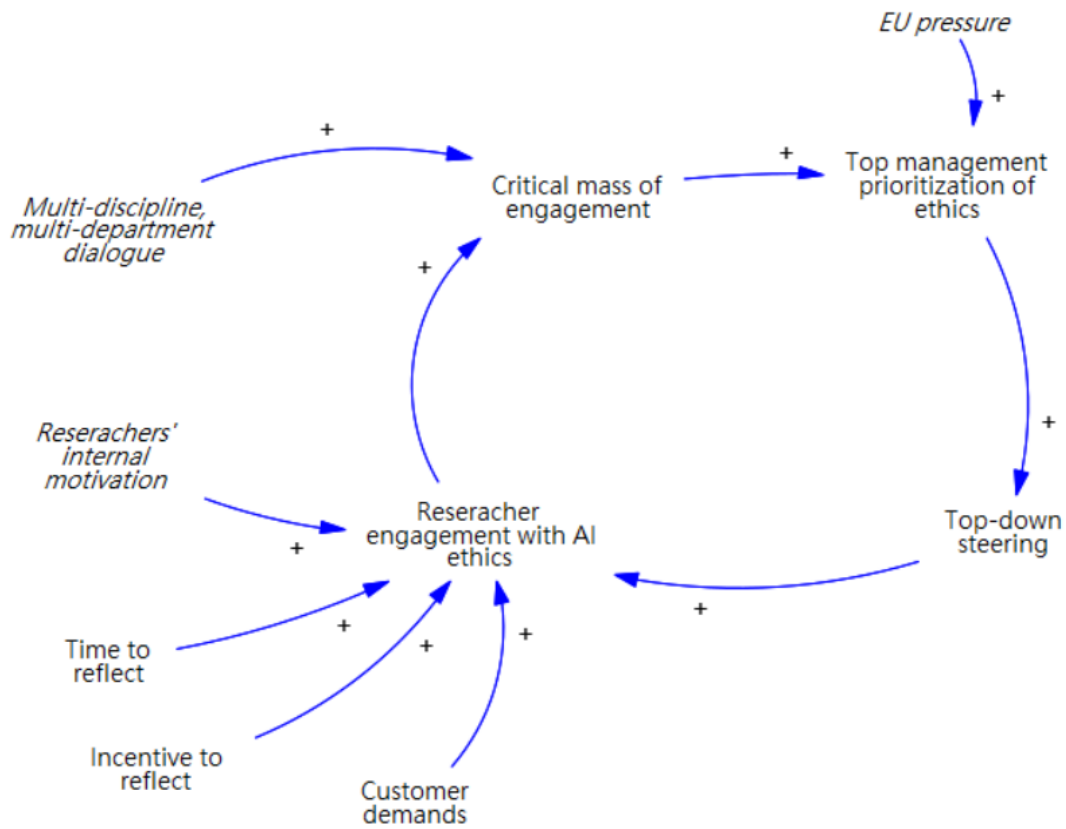 EU pressure
+
+
+
Top management
prioritization of
ethics
Critical mass of
engagement
Multi-discipline,
multi-department
dialogue
+
+
Reserachers'
internal
motivation
Reseracher
engagement with AI
ethics
Top-down
steering
+
+
+
+
+
Time to
reflect
Incentive to
reflect
Customer
demands